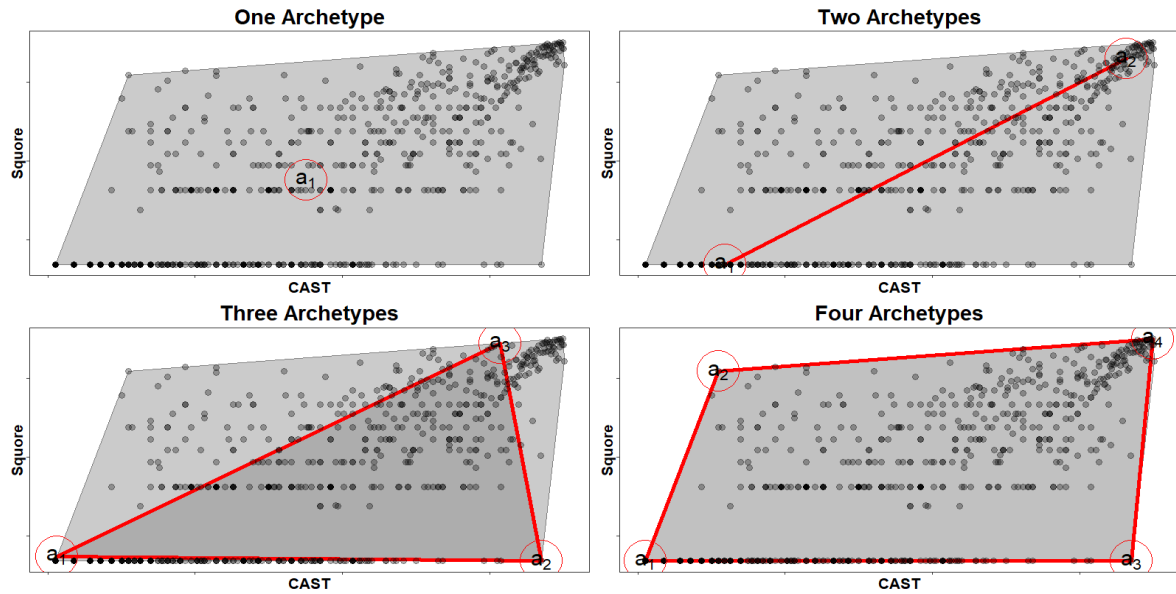 One Archetype
Squore
a1
CAST
Two Archetypes
Squore
a2
a1
CAST
Three Archetypes
Squore
a3
a1
a2
CAST
Four Archetypes
Squore
a4
a2
a1
a3
CAST